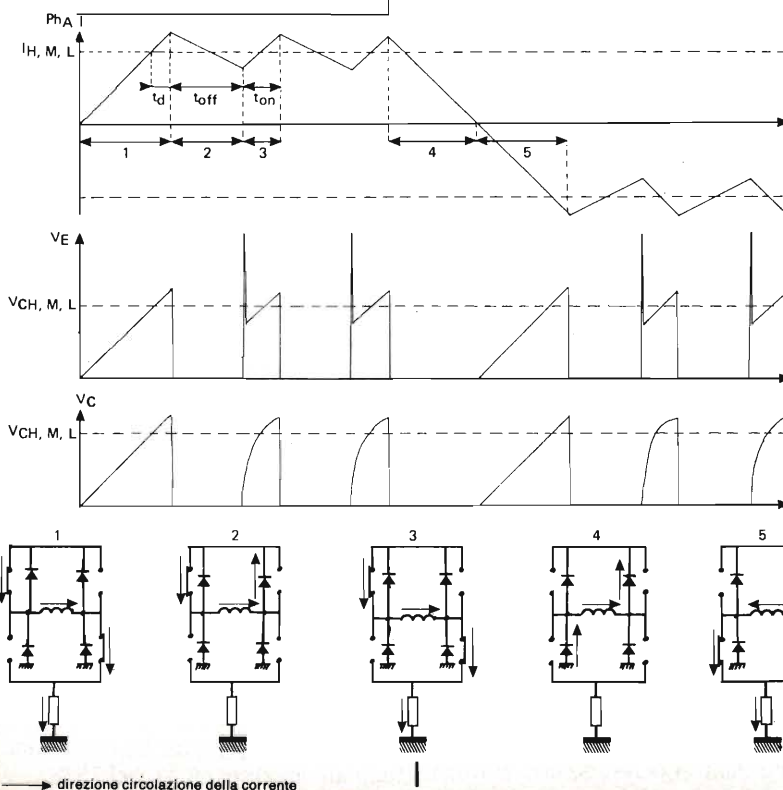 PhA
IH, M, L
td toff ton
1 2 3 4 5
VE
VCH, M, L
VC
VCH, M, L
1 2 3 4 5
direzione circolazione della corrente